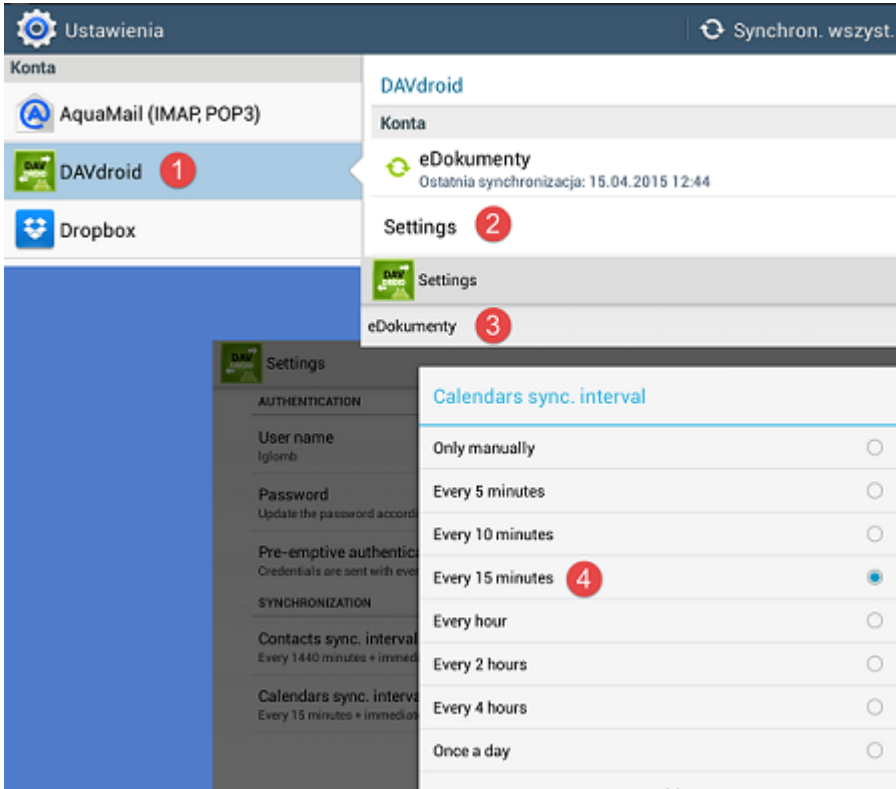 Ustawienia
Synchron. wszyst.
Konta
AquaMail (IMAP, POP3)
DAVdroid
1
Dropbox
DAVdroid
Konta
eDokumenty
Ostatnia synchronizacja: 15.04.2015 12:44
Settings
2
DAV
DROID
Settings
eDokumenty
3
Settings
AUTHENTICATION
User name
lglomb
Password
Update the password accordi
Pre-emptive authentica
Credentials are sent with ever
SYNCHRONIZATION
Contacts sync. interval
Every 1440 minutes + immedi
Calendars sync. interva
Every 15 minutes + immediat
Calendars sync. interval
Only manually
Every 5 minutes
Every 10 minutes
Every 15 minutes
4
Every hour
Every 2 hours
Every 4 hours
Once a day